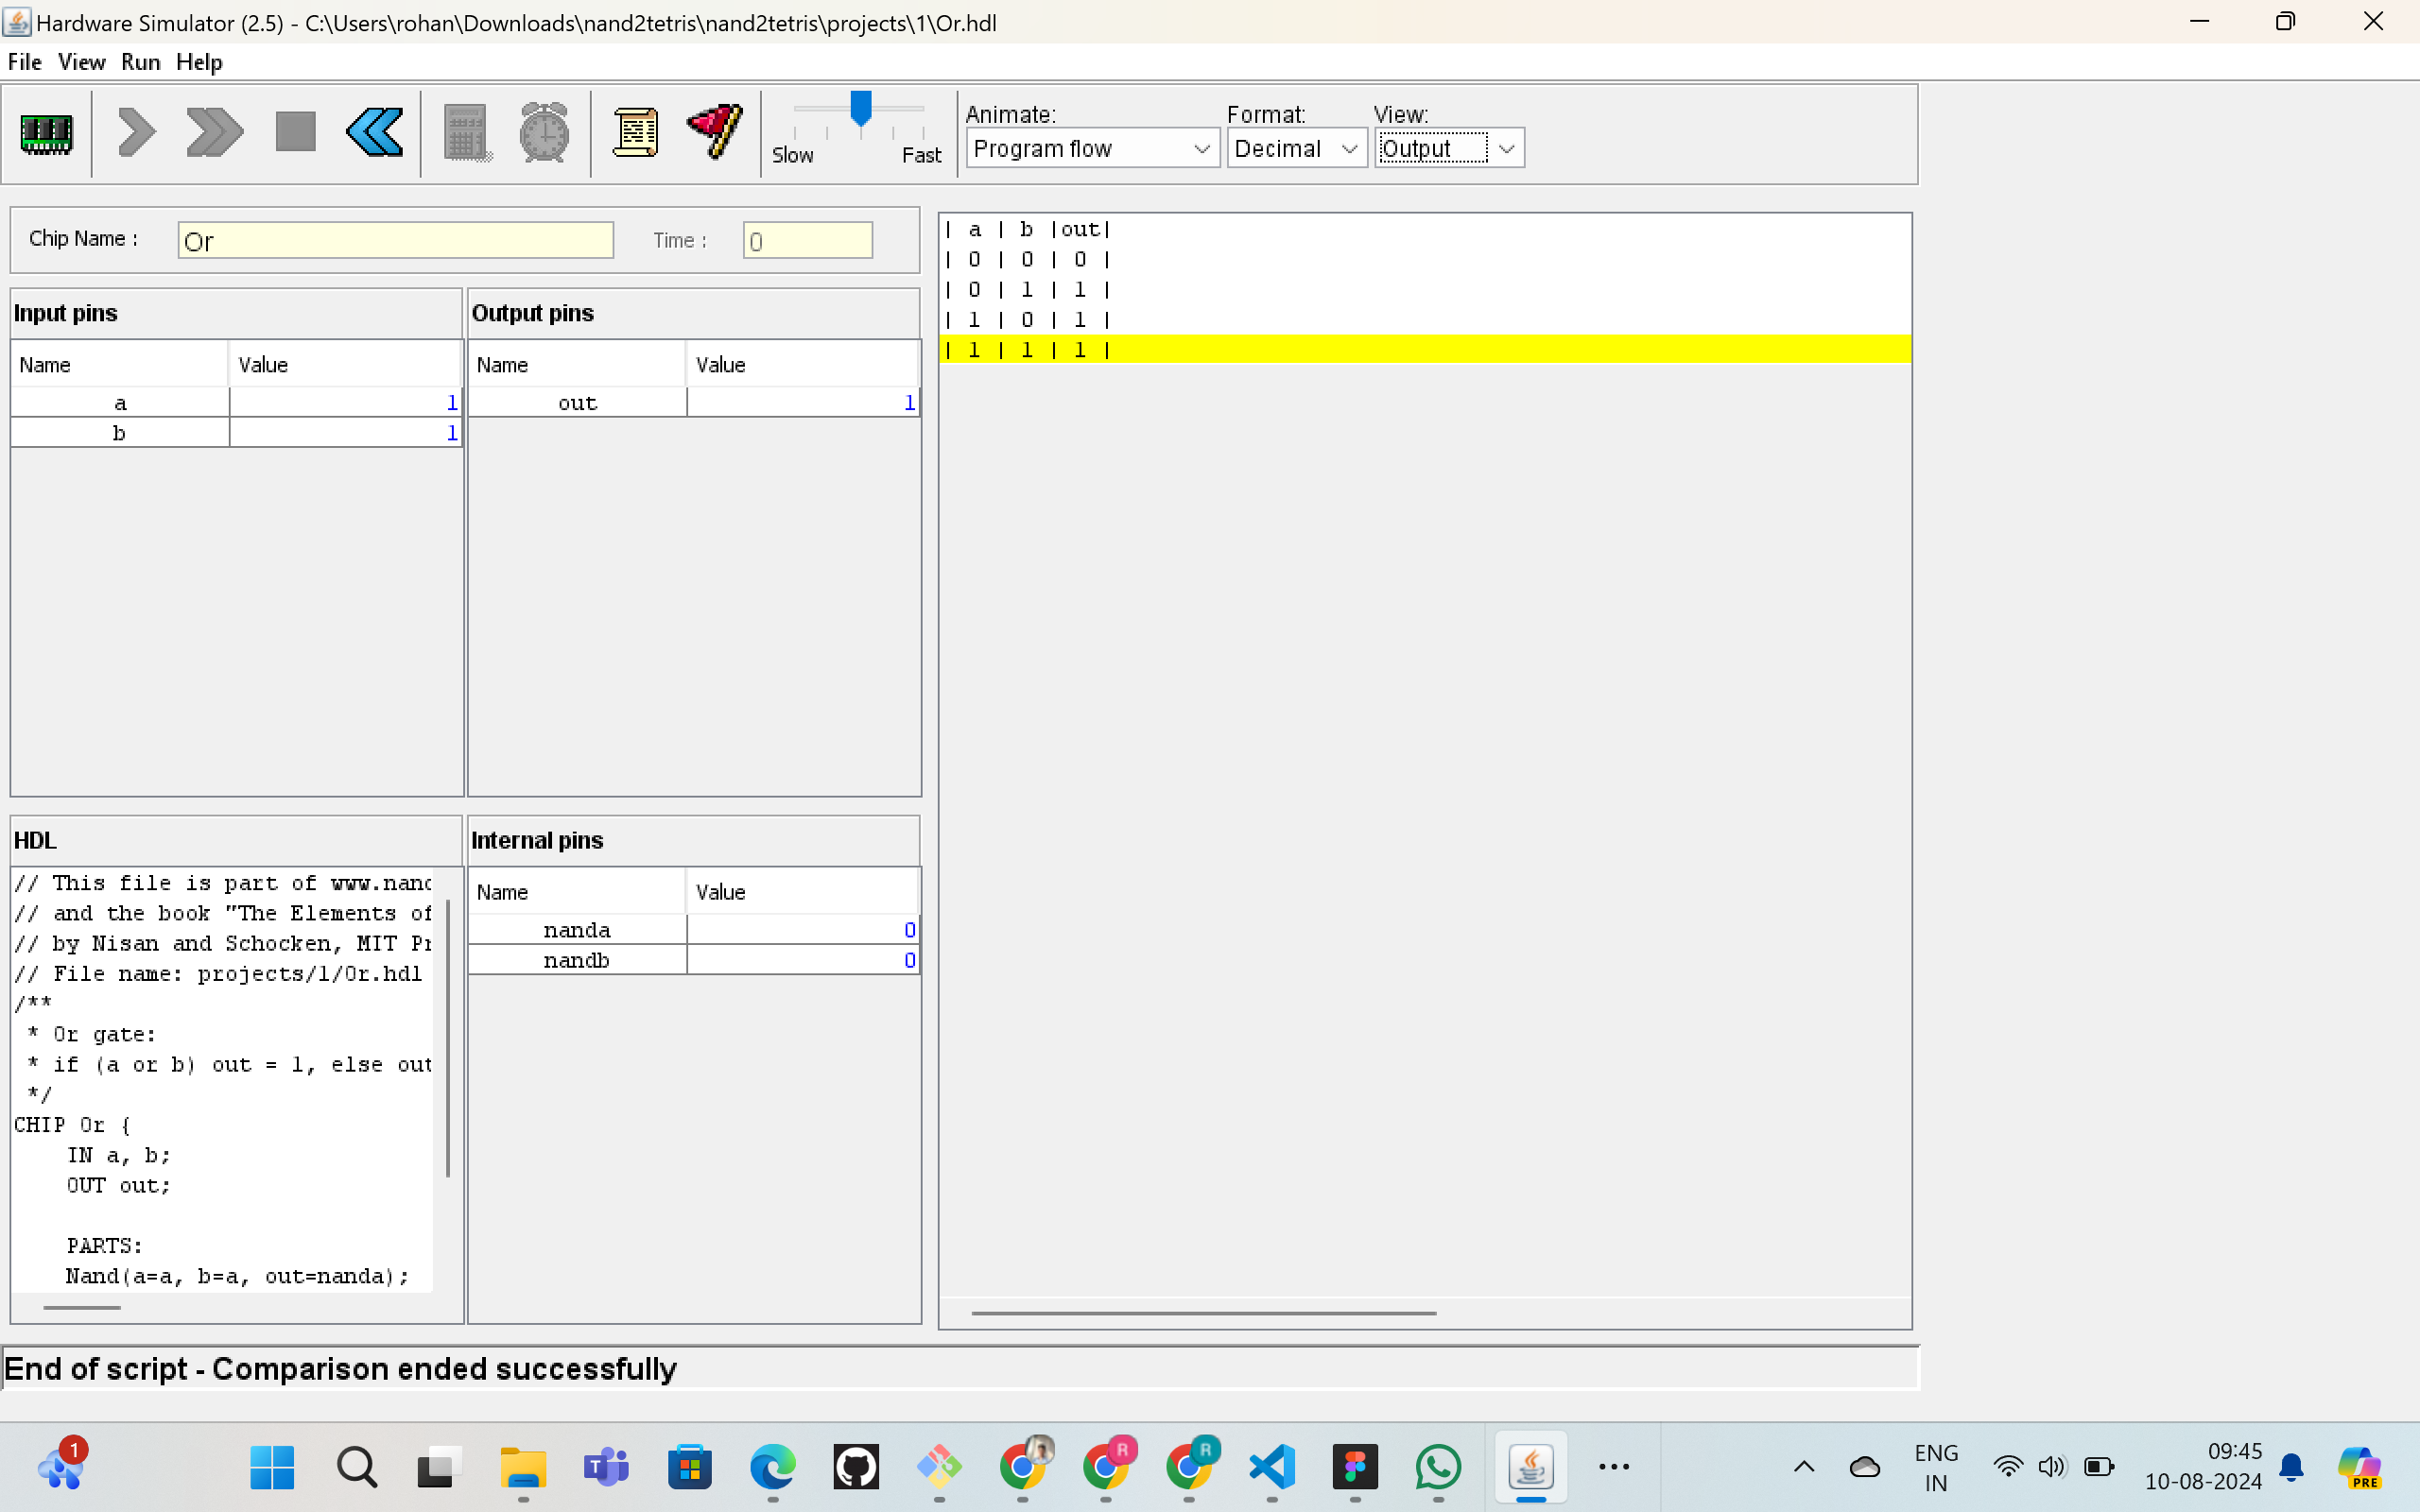 Hardware Simulator (2.5) - C:\Users\rohan\Downloads\nand2tetris\nand2tetris\projects\1\Or.hdl
File View Run Help
Animate: Format: View:
Slow Fast Program flow Decimal Output
Chip Name : Or Time : 0
Input pins
Name Value
a 1
b 1
Output pins
Name Value
out 1
| a | b |out|
| 0 | 0 | 0 |
| 0 | 1 | 1 |
| 1 | 0 | 1 |
| 1 | 1 | 1 |
HDL
// This file is part of www.nand
// and the book "The Elements of
// by Nisan and Schocken, MIT Pr
// File name: projects/1/Or.hdl
/**
 * Or gate:
 * if (a or b) out = 1, else out
 */
CHIP Or {
    IN a, b;
    OUT out;
    PARTS:
    Nand(a=a, b=a, out=nanda);
Internal pins
Name Value
nanda 0
nandb 0
End of script - Comparison ended successfully
1
R
R
ENG
IN
09:45
10-08-2024
PRE